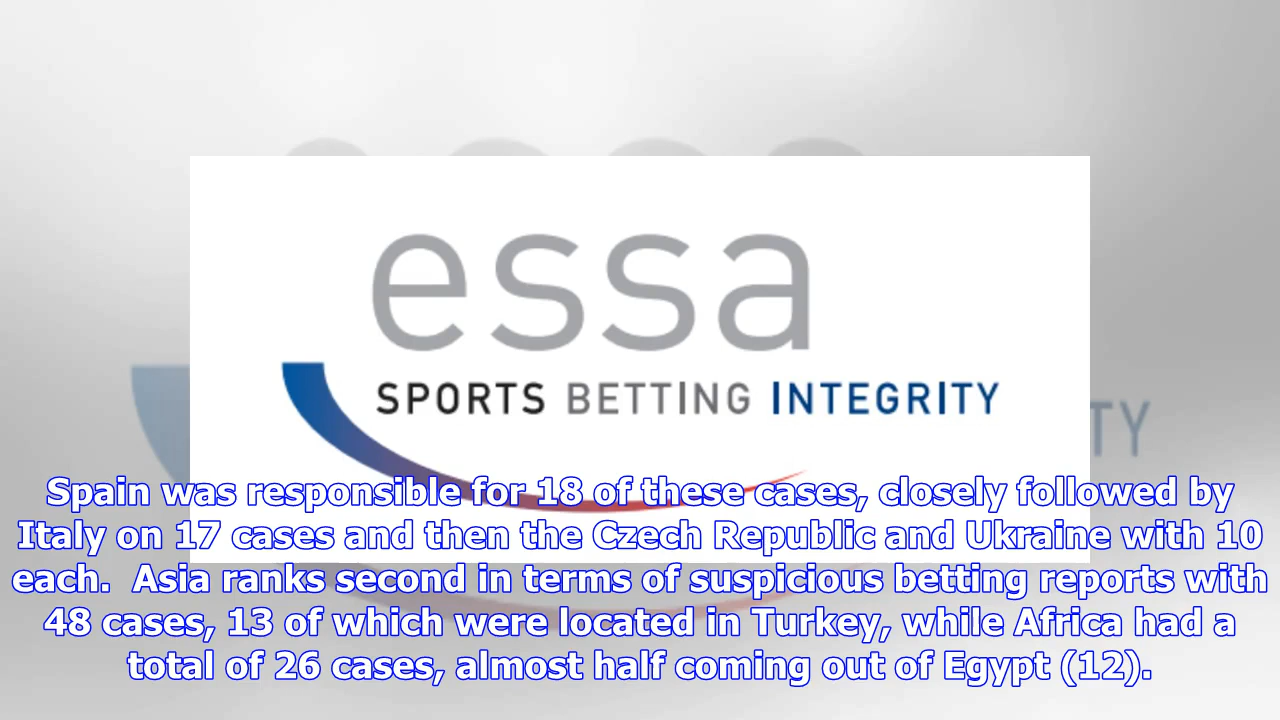 essa
SPORTS BETTING INTEGRITY
TY
Spain was responsible for 18 of these cases, closely followed by
Italy on 17 cases and then the Czech Republic and Ukraine with 10
each.  Asia ranks second in terms of suspicious betting reports with
48 cases, 13 of which were located in Turkey, while Africa had a
total of 26 cases, almost half coming out of Egypt (12).